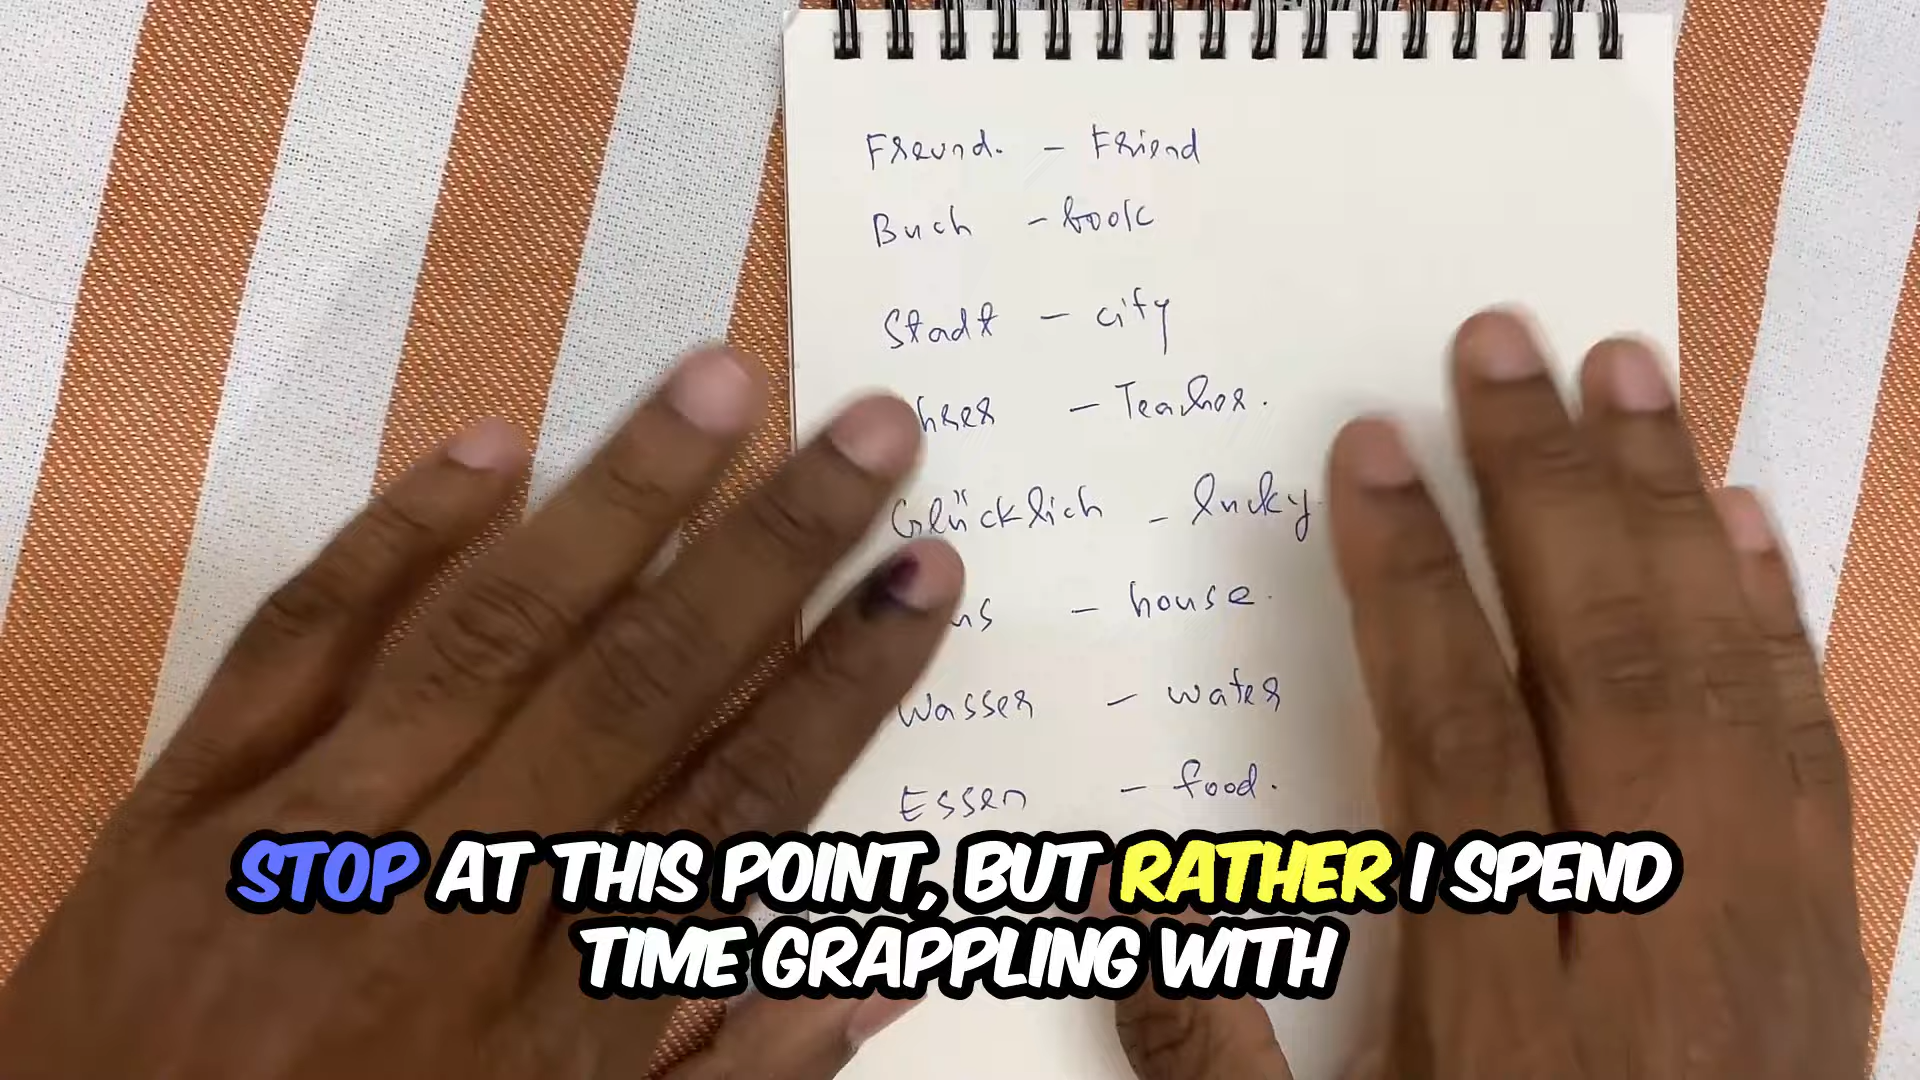 Freund. - Friend
Buch - book
Stadt - city
- Teacher.
Glücklich - lucky.
- house.
Wasser - water
Essen - food.
STOP AT THIS POINT, BUT RATHER I SPEND
TIME GRAPPLING WITH